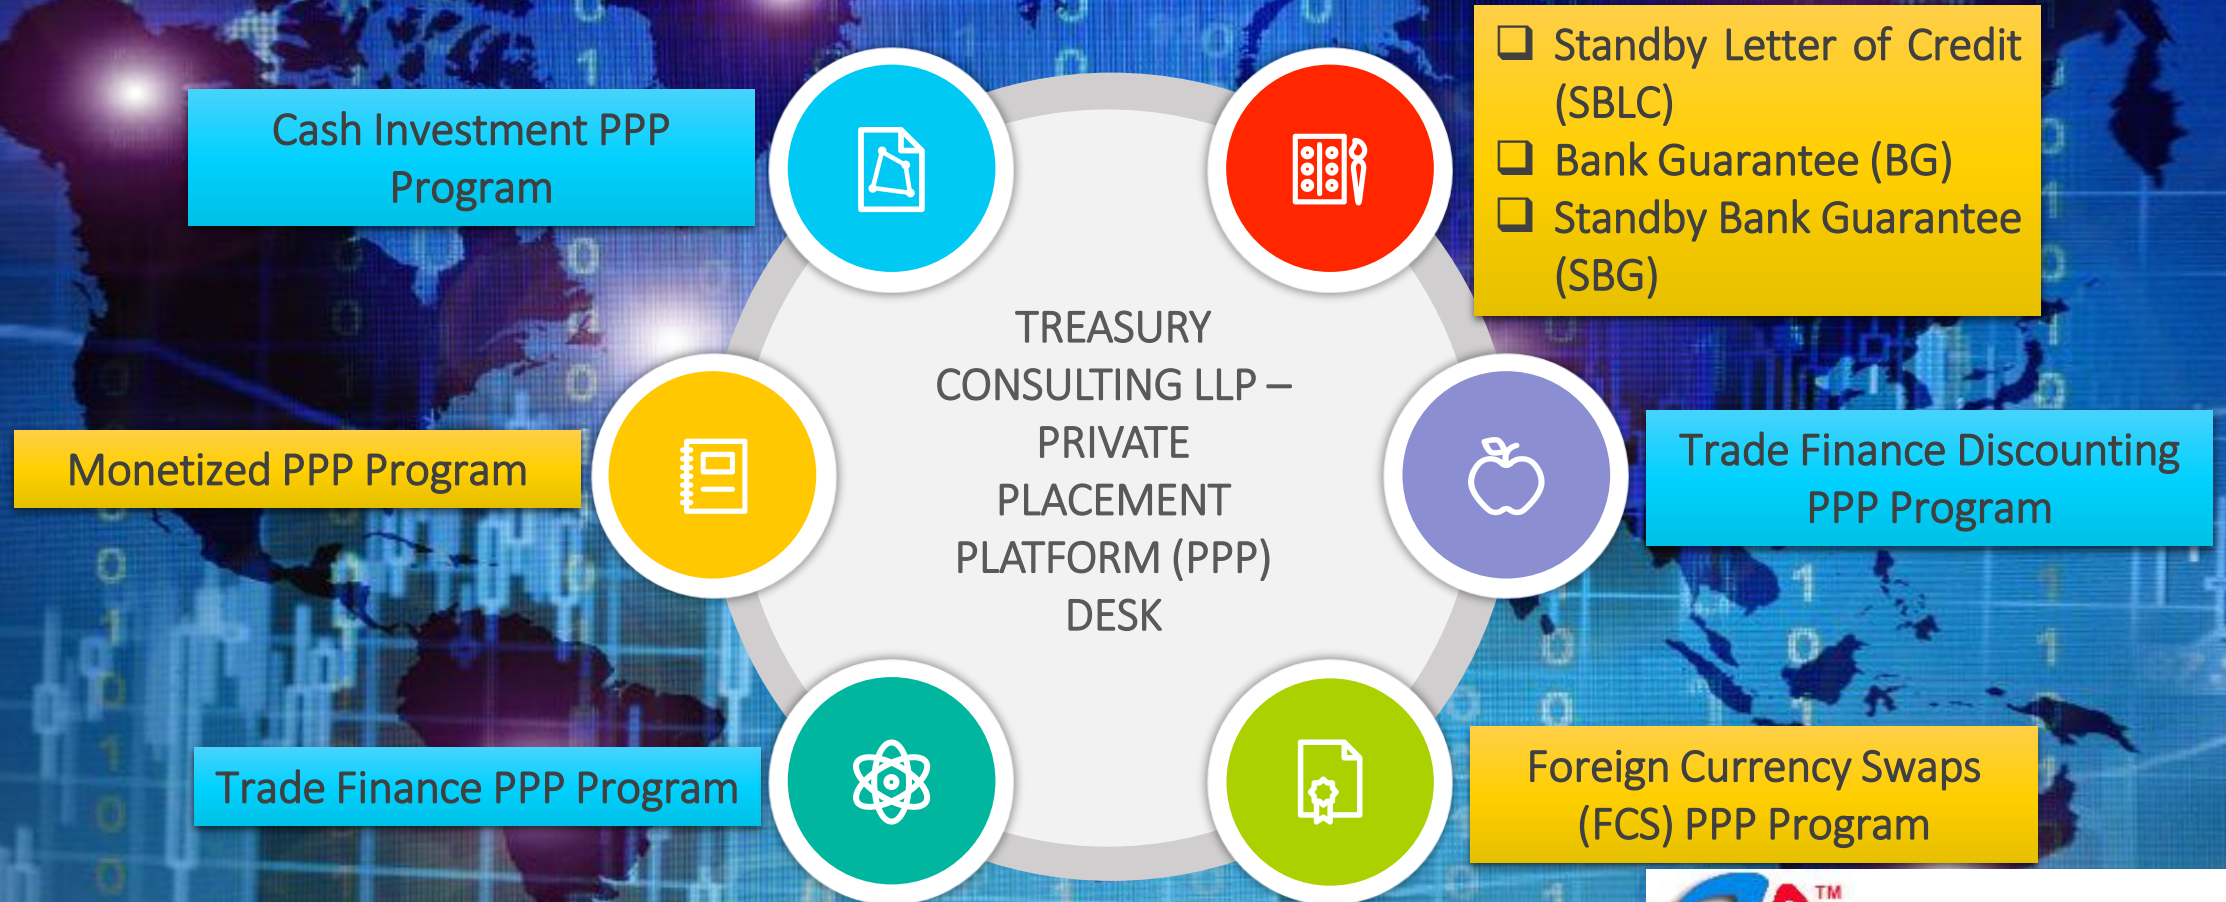 Cash Investment PPP
Program
❑ Standby Letter of Credit
(SBLC)
❑ Bank Guarantee (BG)
❑ Standby Bank Guarantee
(SBG)
TREASURY
CONSULTING LLP –
PRIVATE
PLACEMENT
PLATFORM (PPP)
DESK
Monetized PPP Program
Trade Finance Discounting
PPP Program
Trade Finance PPP Program
Foreign Currency Swaps
(FCS) PPP Program
TM